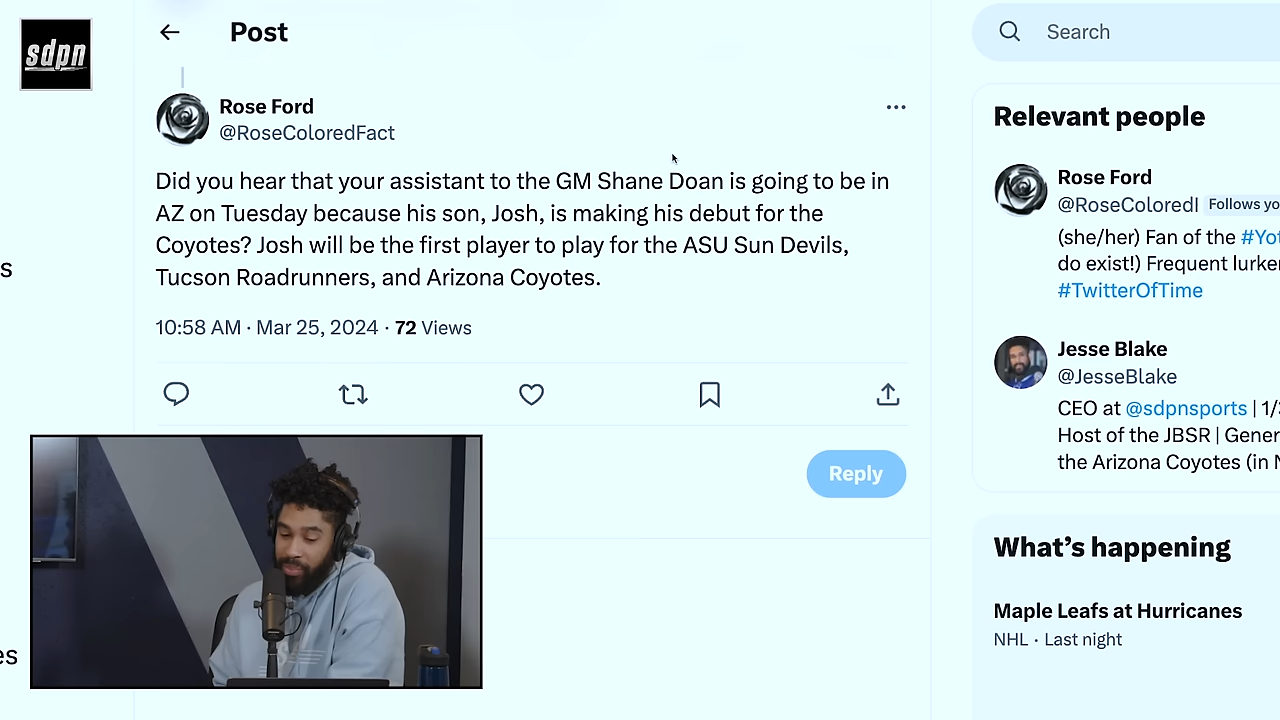 sdpn
Post
Search
Rose Ford
@RoseColoredFact
Did you hear that your assistant to the GM Shane Doan is going to be in
AZ on Tuesday because his son, Josh, is making his debut for the
Coyotes? Josh will be the first player to play for the ASU Sun Devils,
Tucson Roadrunners, and Arizona Coyotes.
10:58 AM · Mar 25, 2024 · 72 Views
Reply
Relevant people
Rose Ford
@RoseColoredI Follows yo
(she/her) Fan of the #Yot
do exist!) Frequent lurker
#TwitterOfTime
Jesse Blake
@JesseBlake
CEO at @sdpnsports | 1/3
Host of the JBSR | Gener
the Arizona Coyotes (in N
What's happening
Maple Leafs at Hurricanes
NHL · Last night
s
es